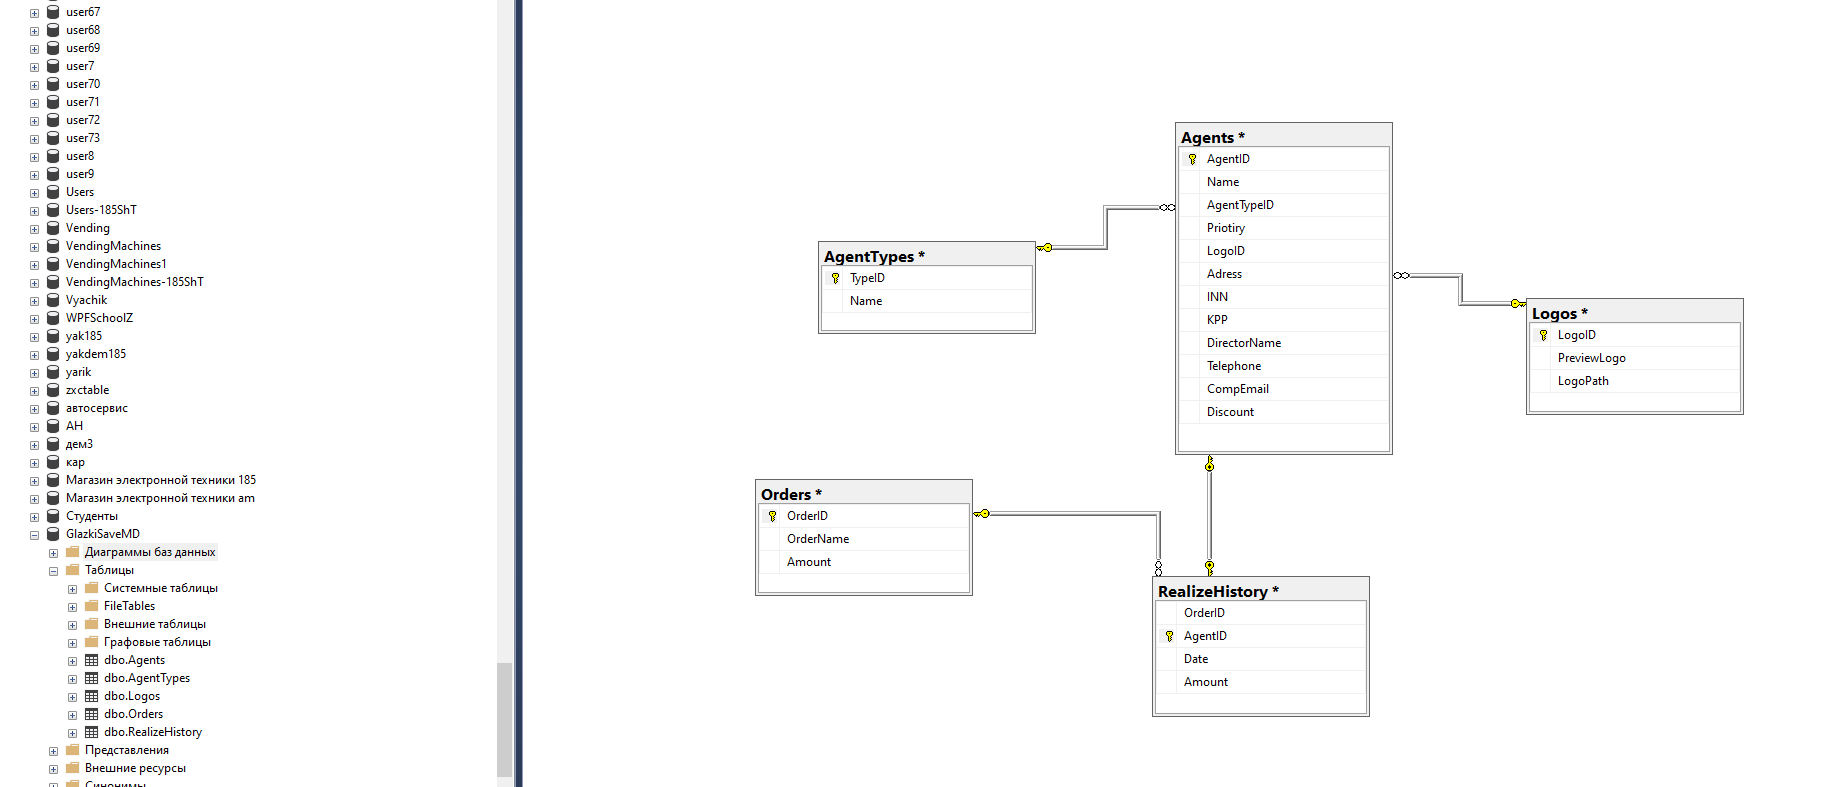 user67
user68
user69
user7
user70
user71
user72
user73
user8
user9
Users
Users-185ShT
Vending
VendingMachines
VendingMachines1
VendingMachines-185ShT
Vyachik
WPFSchoolZ
yak185
yakdem185
yarik
zxctable
автосервис
АН
дем3
кар
Магазин электронной техники 185
Магазин электронной техники am
Студенты
GlazkiSaveMD
Диаграммы баз данных
Таблицы
Системные таблицы
FileTables
Внешние таблицы
Графовые таблицы
dbo.Agents
dbo.AgentTypes
dbo.Logos
dbo.Orders
dbo.RealizeHistory
Представления
Внешние ресурсы
Синонимы
Agents *
AgentID
Name
AgentTypeID
Priotiry
LogoID
Adress
INN
KPP
DirectorName
Telephone
CompEmail
Discount
AgentTypes *
TypeID
Name
Logos *
LogoID
PreviewLogo
LogoPath
Orders *
OrderID
OrderName
Amount
RealizeHistory *
OrderID
AgentID
Date
Amount